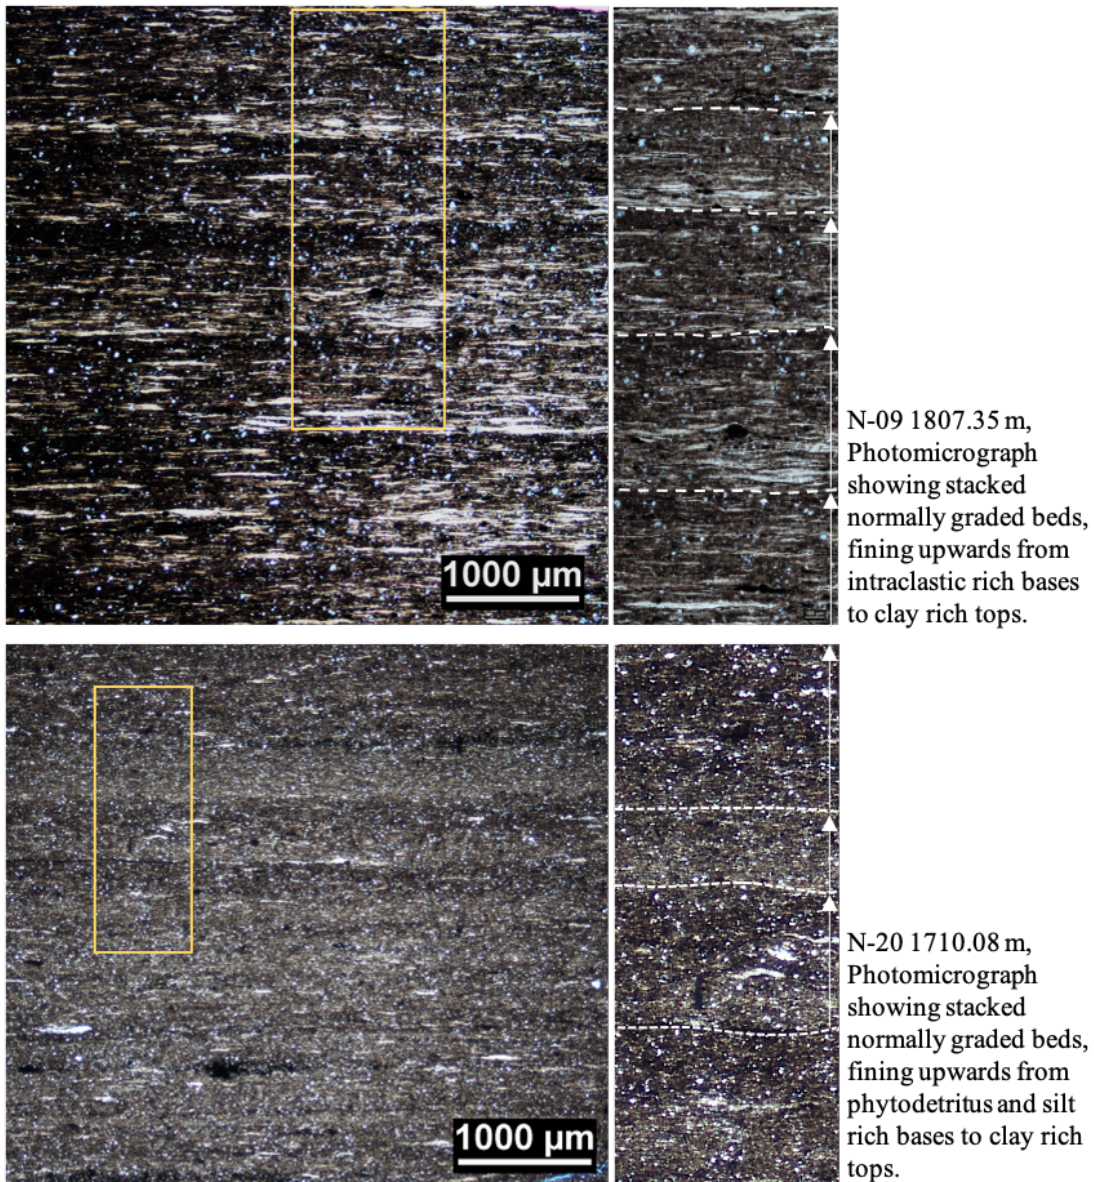 1000 µm
N-09 1807.35 m,
Photomicrograph
showing stacked
normally graded beds,
fining upwards from
intraclastic rich bases
to clay rich tops.
1000 µm
N-20 1710.08 m,
Photomicrograph
showing stacked
normally graded beds,
fining upwards from
phytodetritus and silt
rich bases to clay rich
tops.